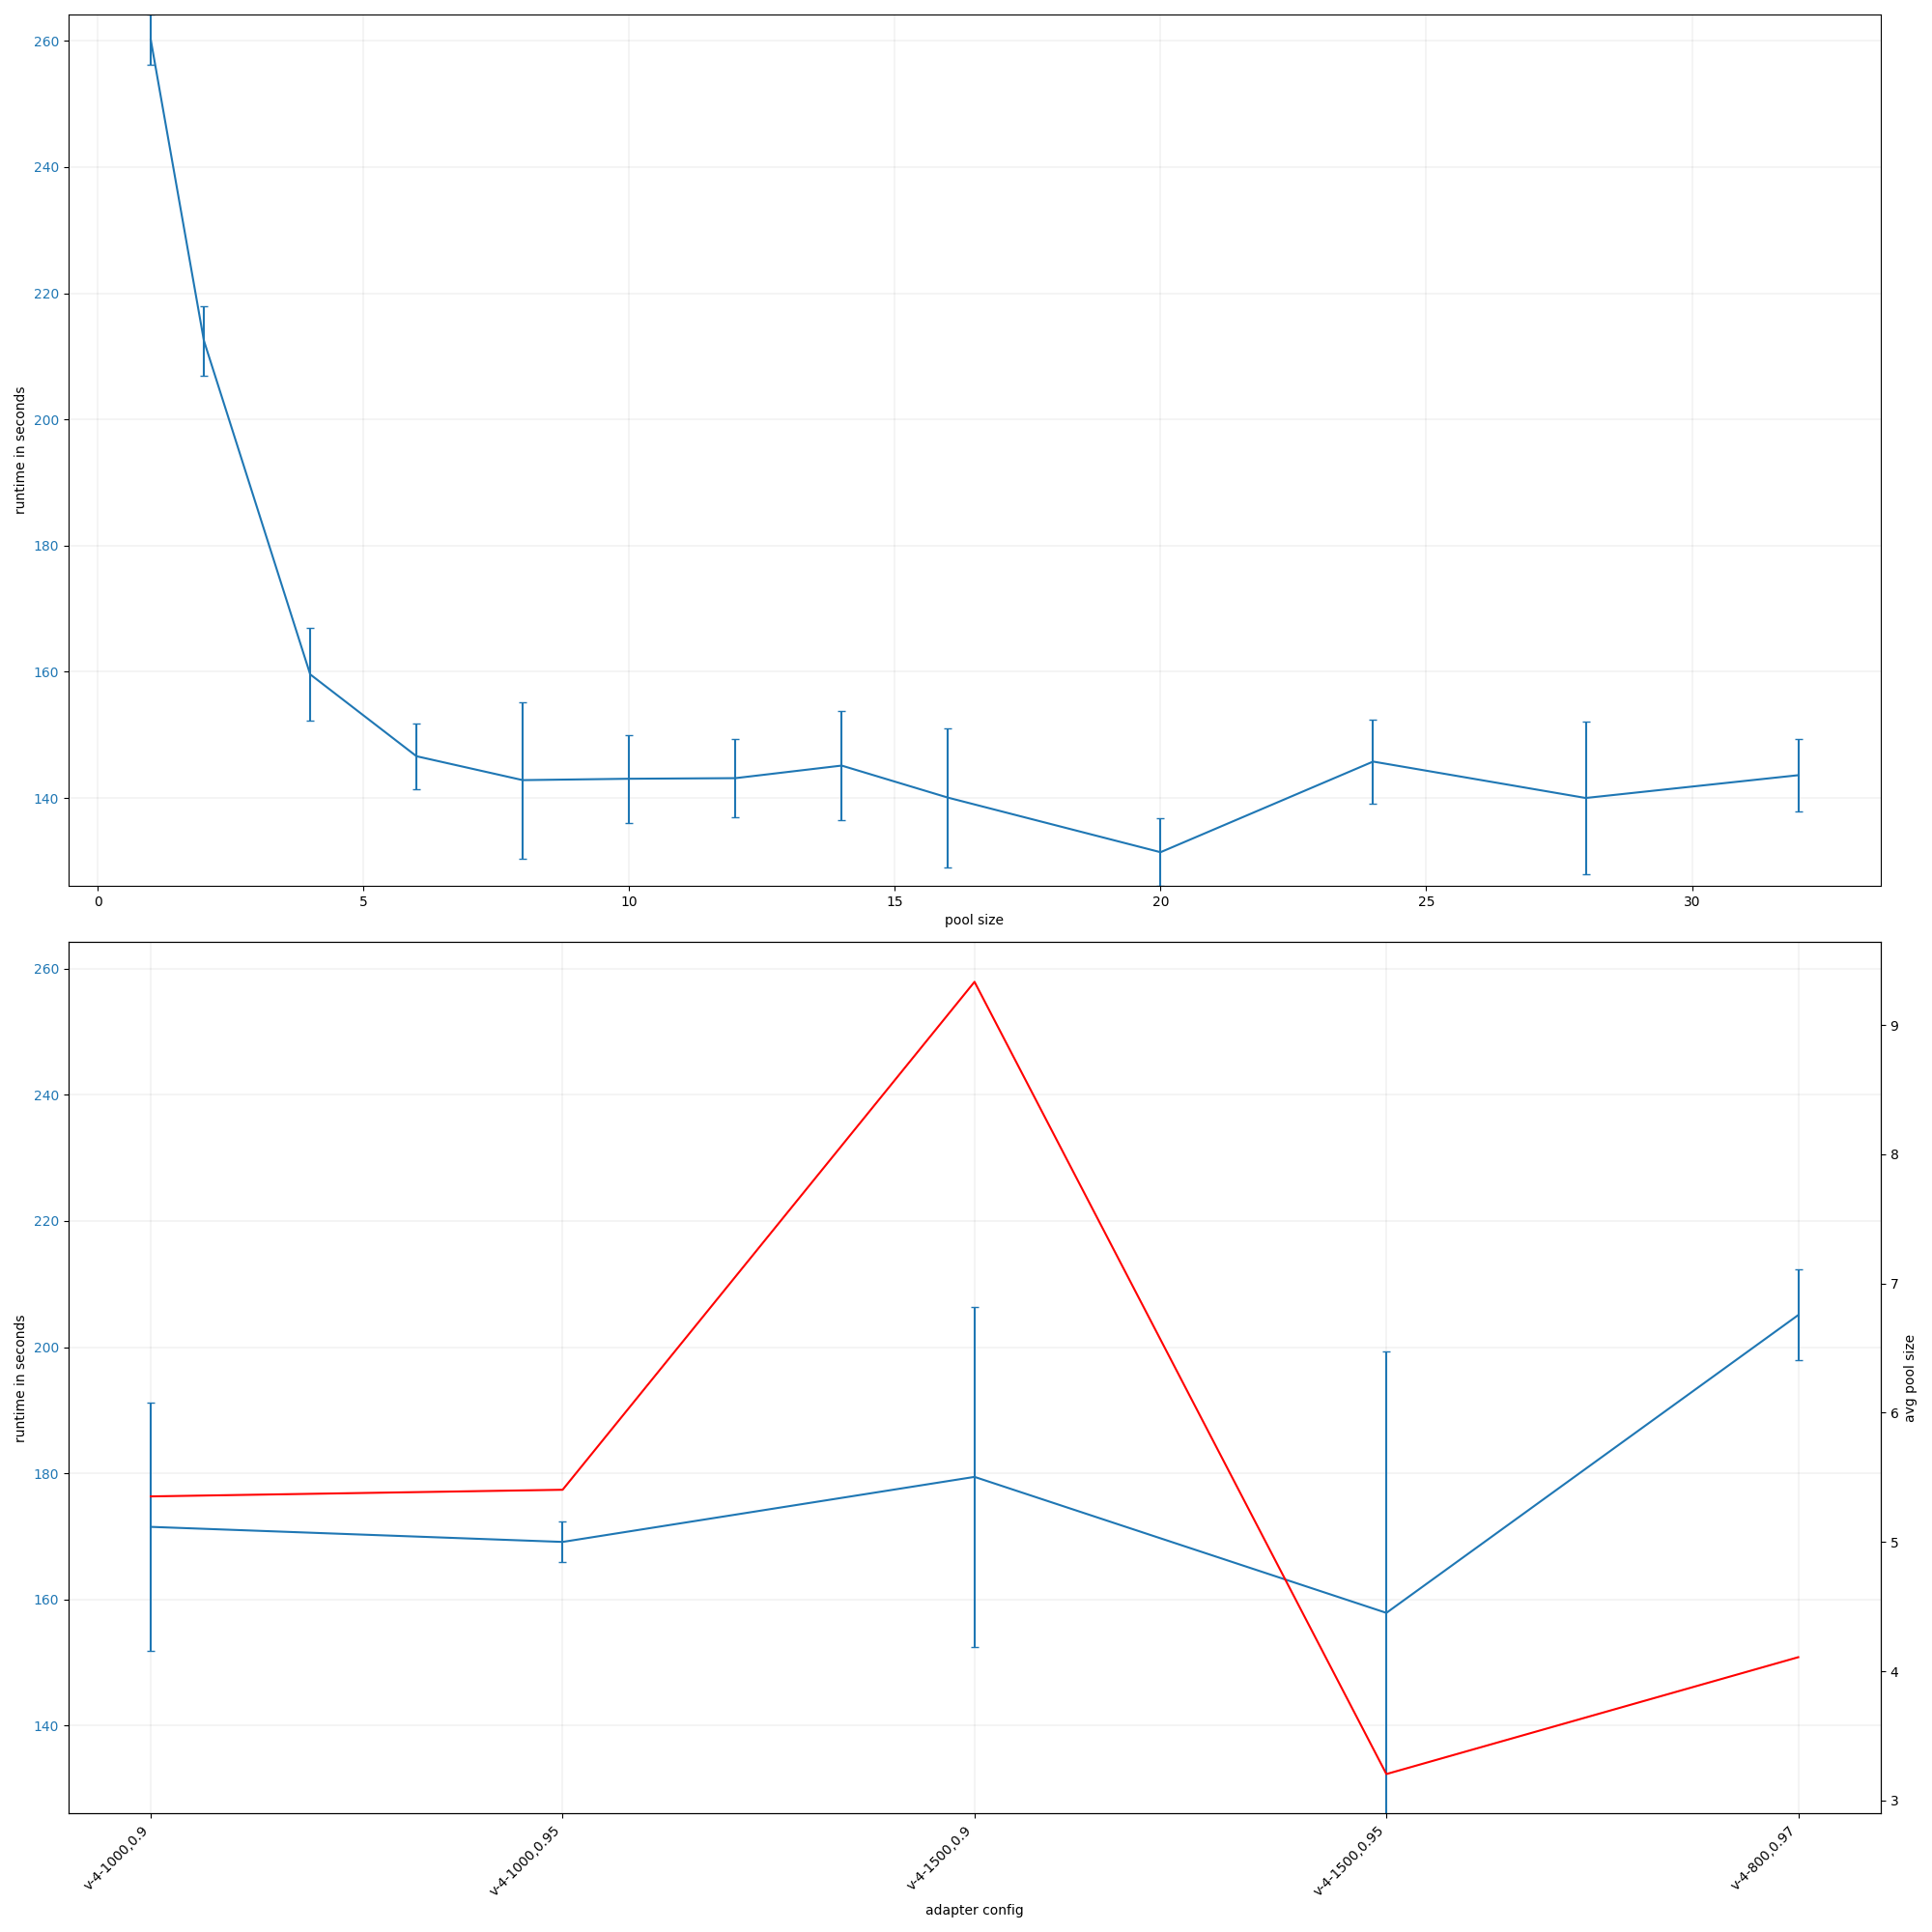 260
240
220
200
180
160
140
runtime in seconds
0 5 10 15 20 25 30
pool size
260
240
220
200
180
160
140
runtime in seconds
9
8
7
6
5
4
3
avg pool size
v-4-1000,0.9
v-4-1000,0.95
v-4-1500,0.9
v-4-1500,0.95
v-4-800,0.97
adapter config